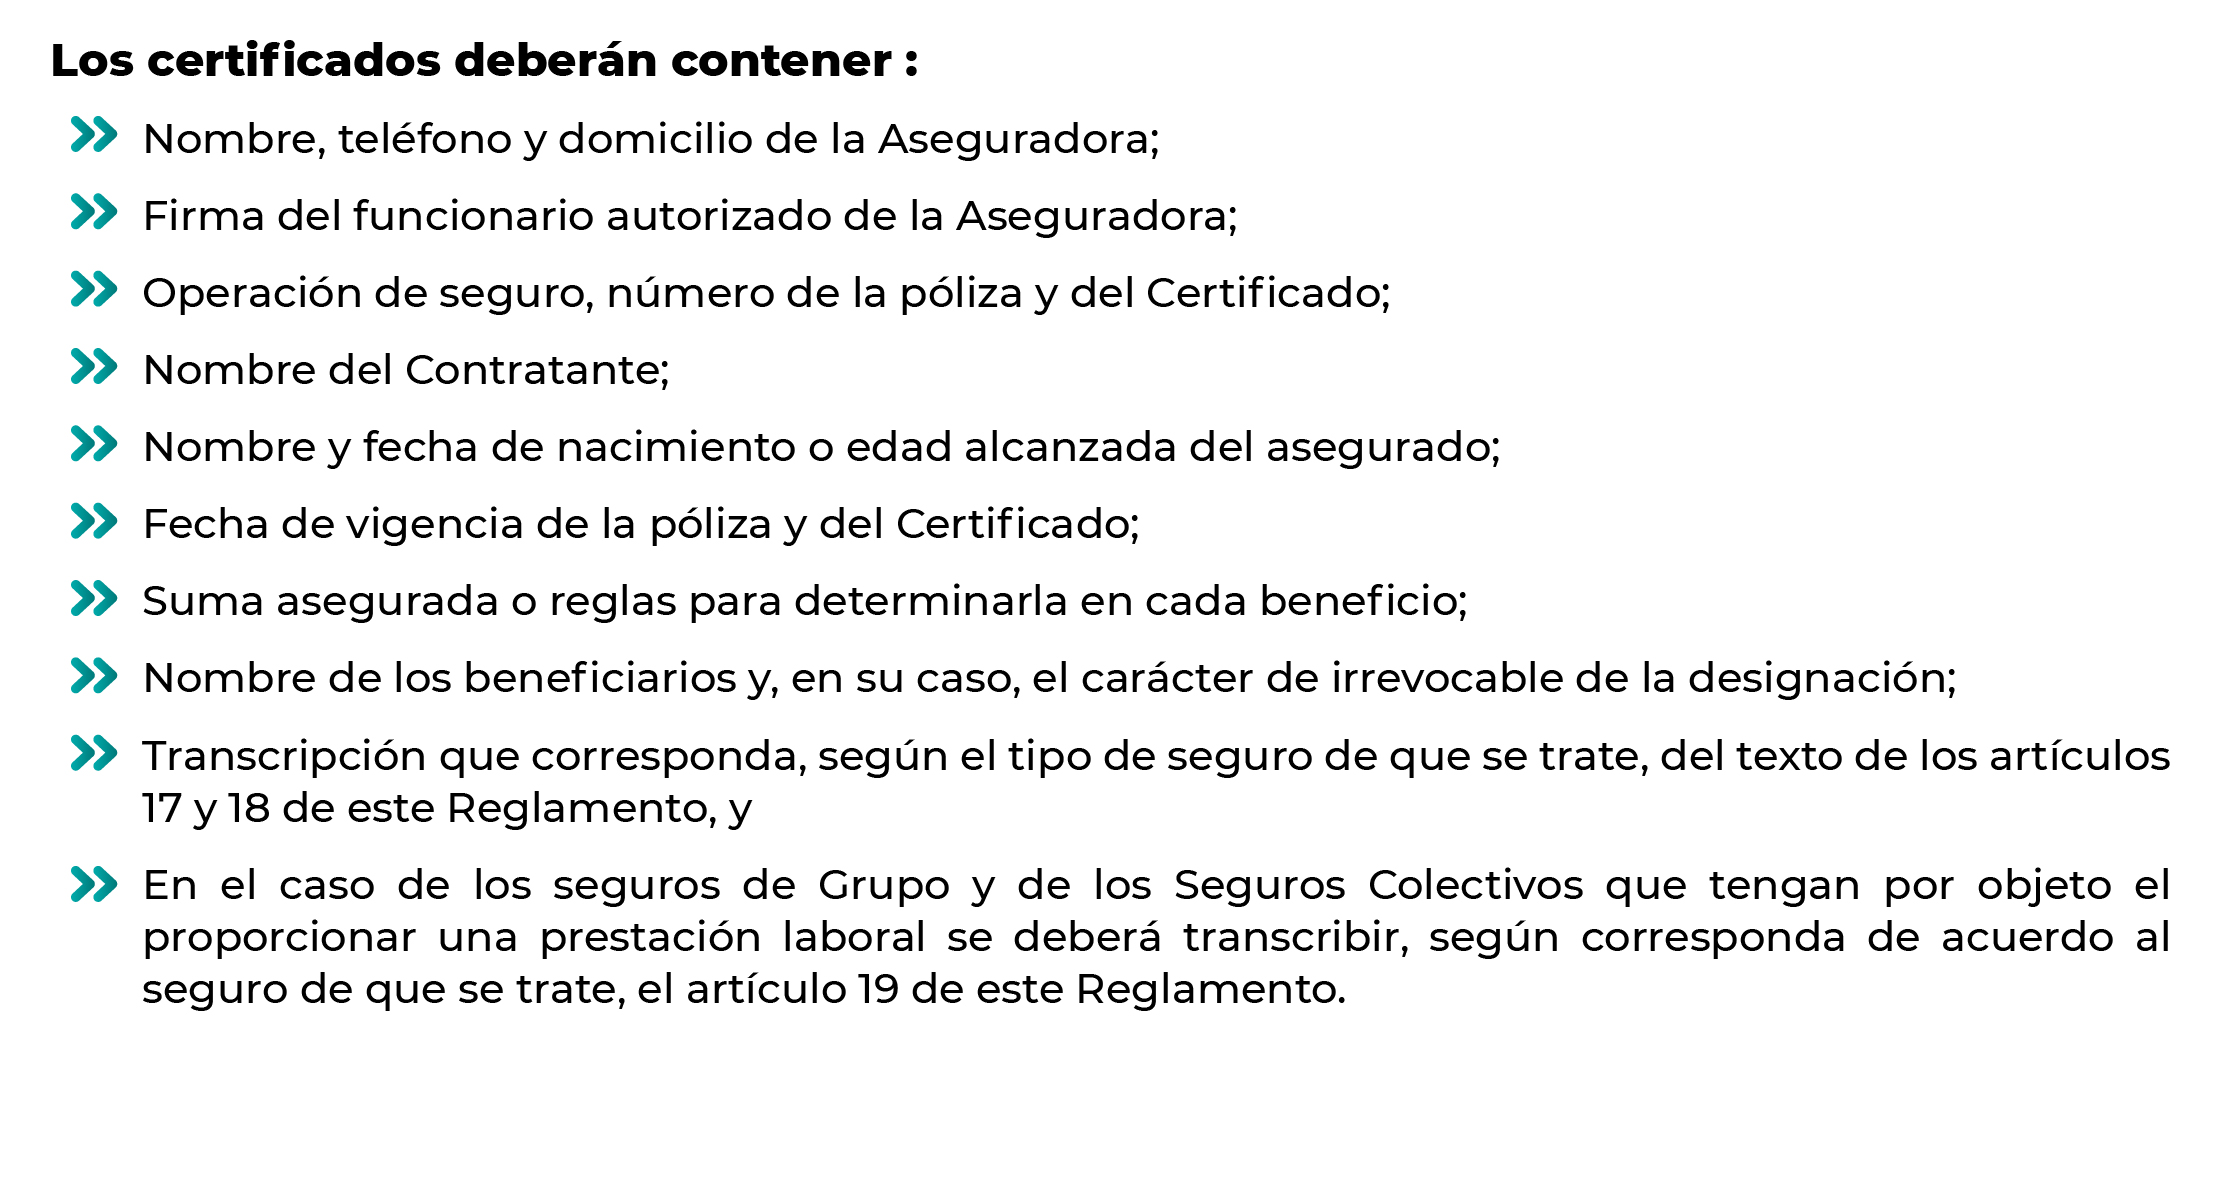 Los certificados deberán contener :
Nombre, teléfono y domicilio de la Aseguradora;
Firma del funcionario autorizado de la Aseguradora;
Operación de seguro, número de la póliza y del Certificado;
Nombre del Contratante;
Nombre y fecha de nacimiento o edad alcanzada del asegurado;
Fecha de vigencia de la póliza y del Certificado;
Suma asegurada o reglas para determinarla en cada beneficio;
Nombre de los beneficiarios y, en su caso, el carácter de irrevocable de la designación;
Transcripción que corresponda, según el tipo de seguro de que se trate, del texto de los artículos
17 y 18 de este Reglamento, y
En el caso de los seguros de Grupo y de los Seguros Colectivos que tengan por objeto el
proporcionar una prestación laboral se deberá transcribir, según corresponda de acuerdo al
seguro de que se trate, el artículo 19 de este Reglamento.